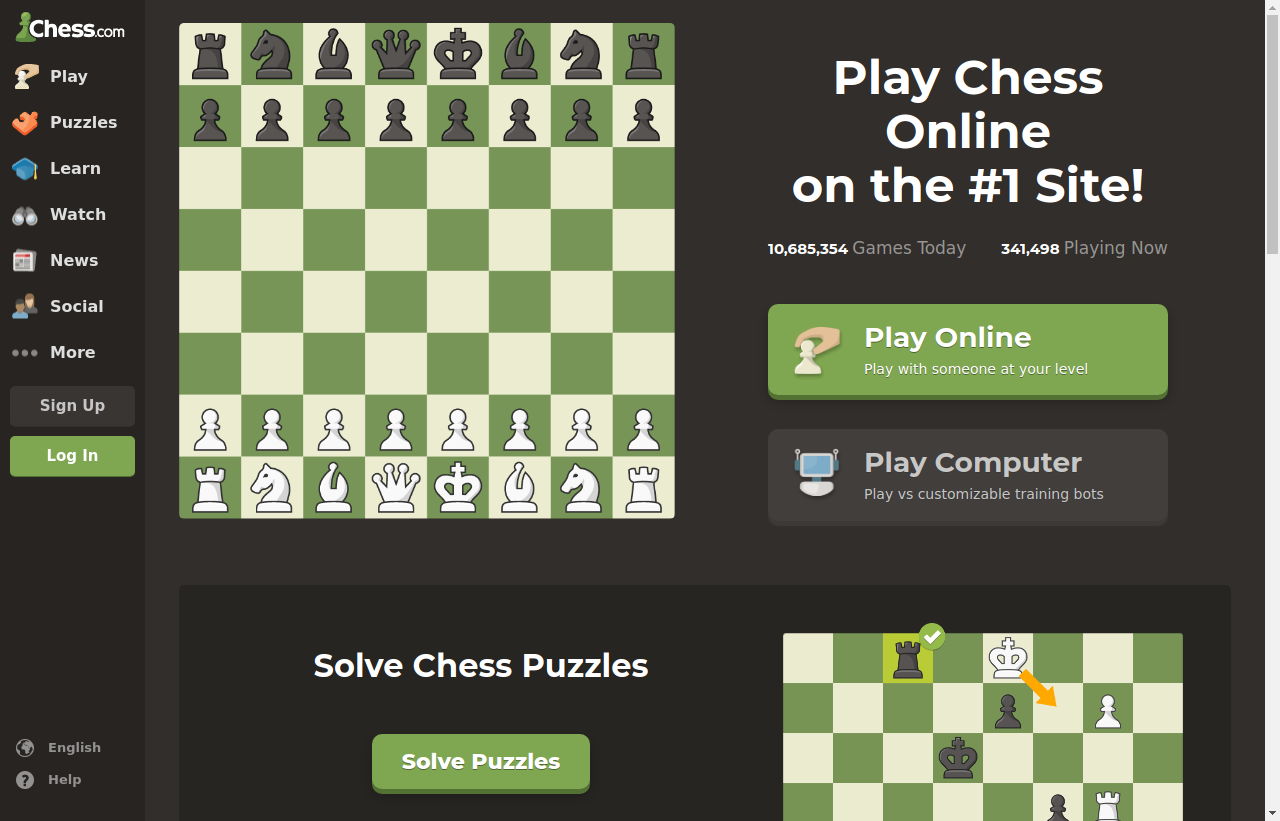 Chess.com
Play
Puzzles
Learn
Watch
News
Social
More
Sign Up
Log In
English
Help
Play Chess
Online
on the #1 Site!
10,685,354 Games Today 341,498 Playing Now
Play Online
Play with someone at your level
Play Computer
Play vs customizable training bots
Solve Chess Puzzles
Solve Puzzles